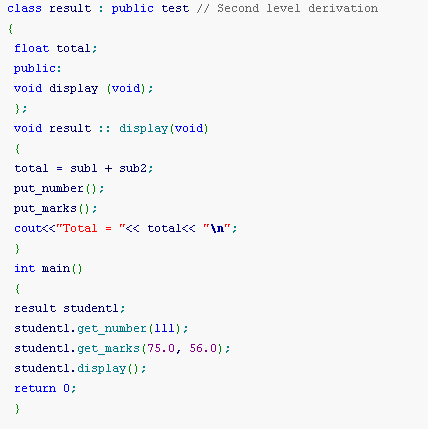 class result : public test // Second level derivation
{
float total;
public:
void display (void);
};
void result :: display(void)
{
total = sub1 + sub2;
put_number();
put_marks();
cout<<"Total = "<< total<< "\n";
}
int main()
{
result student1;
student1.get_number(111);
student1.get_marks(75.0, 56.0);
student1.display();
return 0;
}